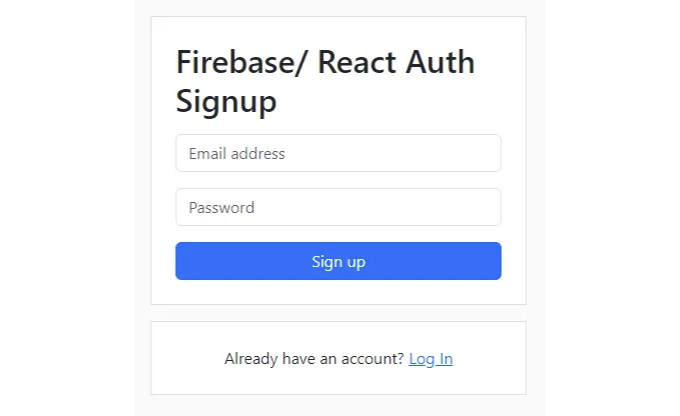 Firebase/ React Auth
Signup
Email address
Password
Sign up
Already have an account? Log In